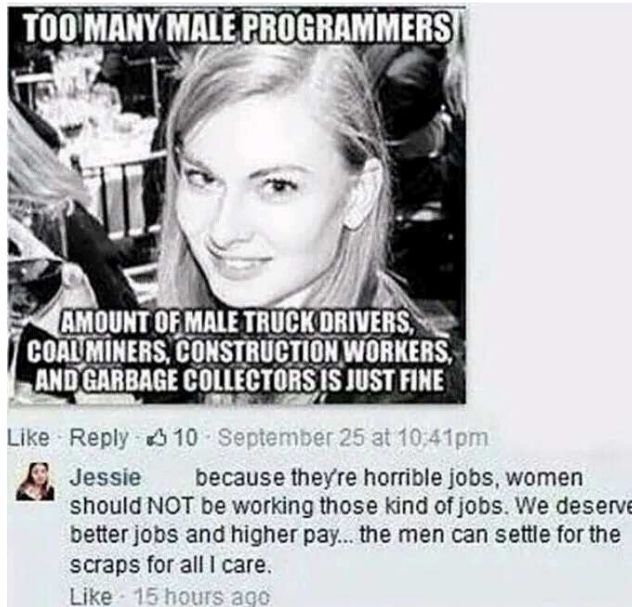 TOO MANY MALE PROGRAMMERS
AMOUNT OF MALE TRUCK DRIVERS,
COAL MINERS, CONSTRUCTION WORKERS,
AND GARBAGE COLLECTORS IS JUST FINE
Like · Reply · 10 · September 25 at 10:41pm
Jessie because they're horrible jobs, women
should NOT be working those kind of jobs. We deserve
better jobs and higher pay... the men can settle for the
scraps for all I care.
Like · 15 hours ago